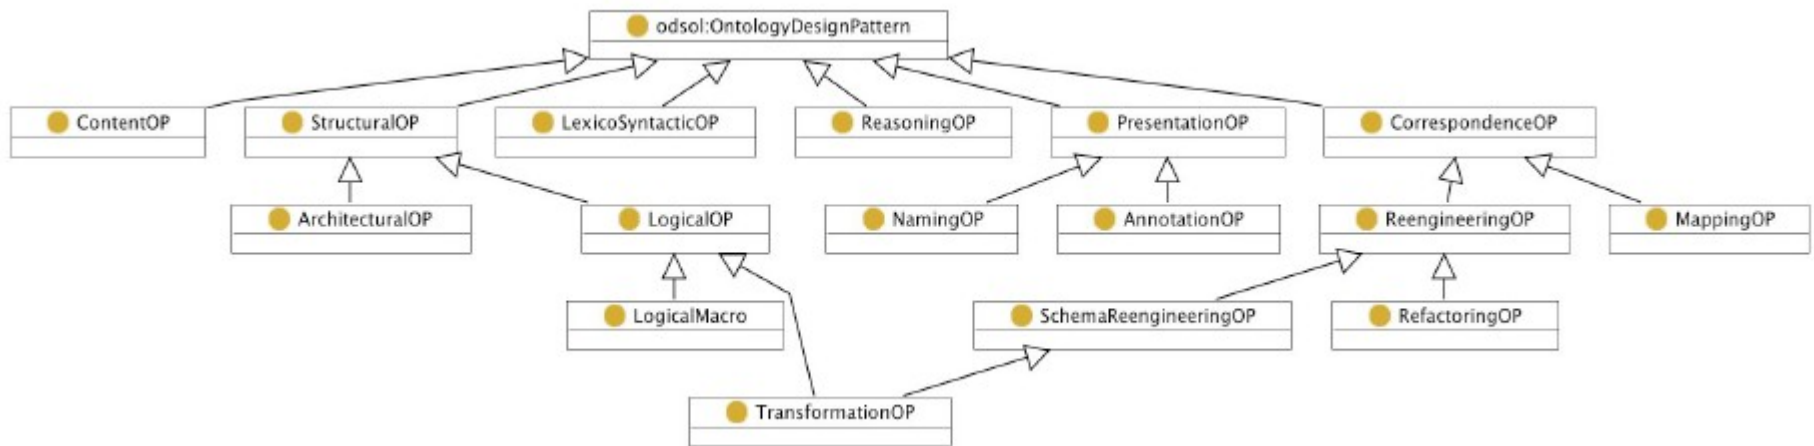 odsol:OntologyDesignPattern
ContentOP
StructuralOP
LexicoSyntacticOP
ReasoningOP
PresentationOP
CorrespondenceOP
ArchitecturalOP
LogicalOP
NamingOP
AnnotationOP
ReengineeringOP
MappingOP
LogicalMacro
SchemaReengineeringOP
RefactoringOP
TransformationOP